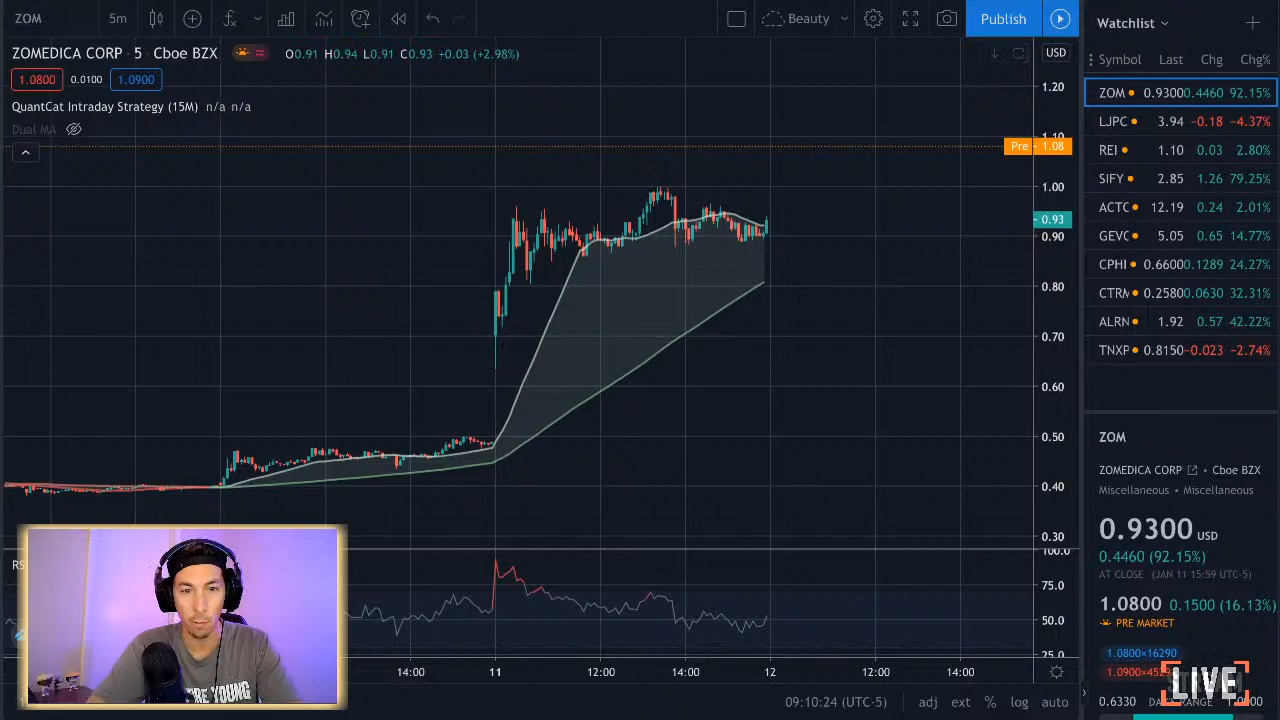 ZOM 5m Beauty Publish
ZOMEDICA CORP · 5 · Cboe BZX O0.91 H0.94 L0.91 C0.93 +0.03 (+2.98%)
1.0800 0.0100 1.0900
QuantCat Intraday Strategy (15M) n/a n/a
Dual MA
USD
1.20
1.10
Pre 1.08
1.00
0.93
0.90
0.80
0.70
0.60
0.50
0.40
0.30
100.0
75.0
50.0
25.0
14:00 11 12:00 14:00 12 12:00 14:00
09:10:24 (UTC-5) adj ext % log auto
Watchlist
Symbol Last Chg Chg%
ZOM 0.9300 0.4460 92.15%
LJPC 3.94 −0.18 −4.37%
REI 1.10 0.03 2.80%
SIFY 2.85 1.26 79.25%
ACTC 12.19 0.24 2.01%
GEVO 5.05 0.65 14.77%
CPHI 0.6600 0.1289 24.27%
CTRM 0.2580 0.0630 32.31%
ALRN 1.92 0.57 42.22%
TNXP 0.8150 −0.023 −2.74%
ZOM
ZOMEDICA CORP · Cboe BZX
Miscellaneous · Miscellaneous
0.9300 USD
0.4460 (92.15%)
AT CLOSE (JAN 11 15:59 UTC-5)
1.0800 0.1500 (16.13%)
PRE MARKET
1.0800×16290
LIVE
0.6330